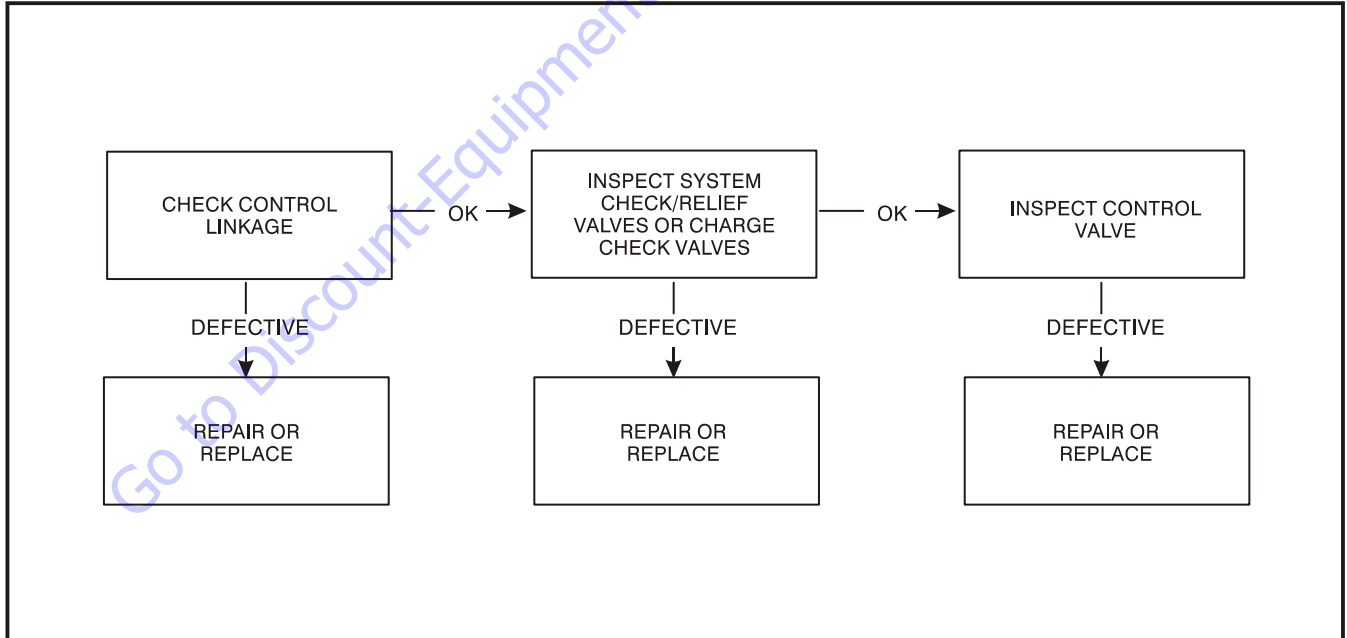 CHECK CONTROL
LINKAGE
OK
INSPECT SYSTEM
CHECK/RELIEF
VALVES OR CHARGE
CHECK VALVES
OK
INSPECT CONTROL
VALVE
DEFECTIVE
DEFECTIVE
DEFECTIVE
REPAIR OR
REPLACE
REPAIR OR
REPLACE
REPAIR OR
REPLACE
Go to Discount-Equipmen